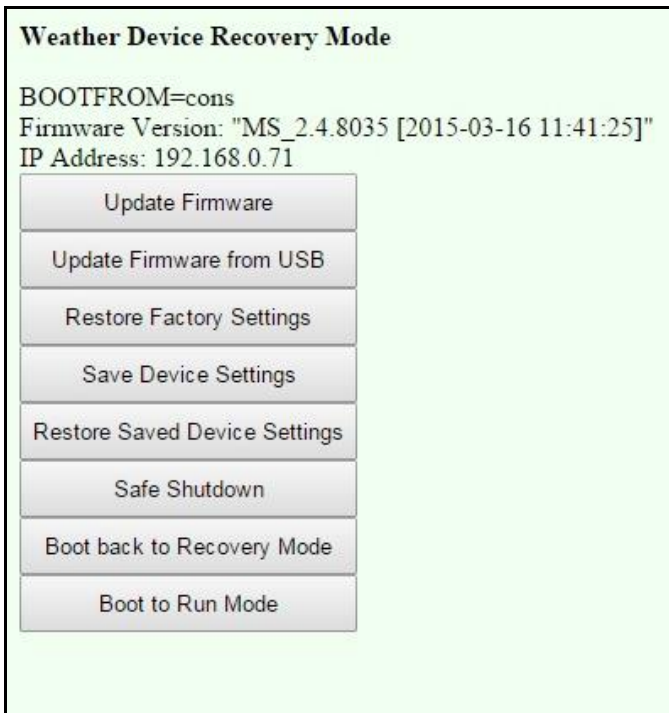 Weather Device Recovery Mode
BOOTFROM=cons
Firmware Version: "MS_2.4.8035 [2015-03-16 11:41:25]"
IP Address: 192.168.0.71
Update Firmware
Update Firmware from USB
Restore Factory Settings
Save Device Settings
Restore Saved Device Settings
Safe Shutdown
Boot back to Recovery Mode
Boot to Run Mode